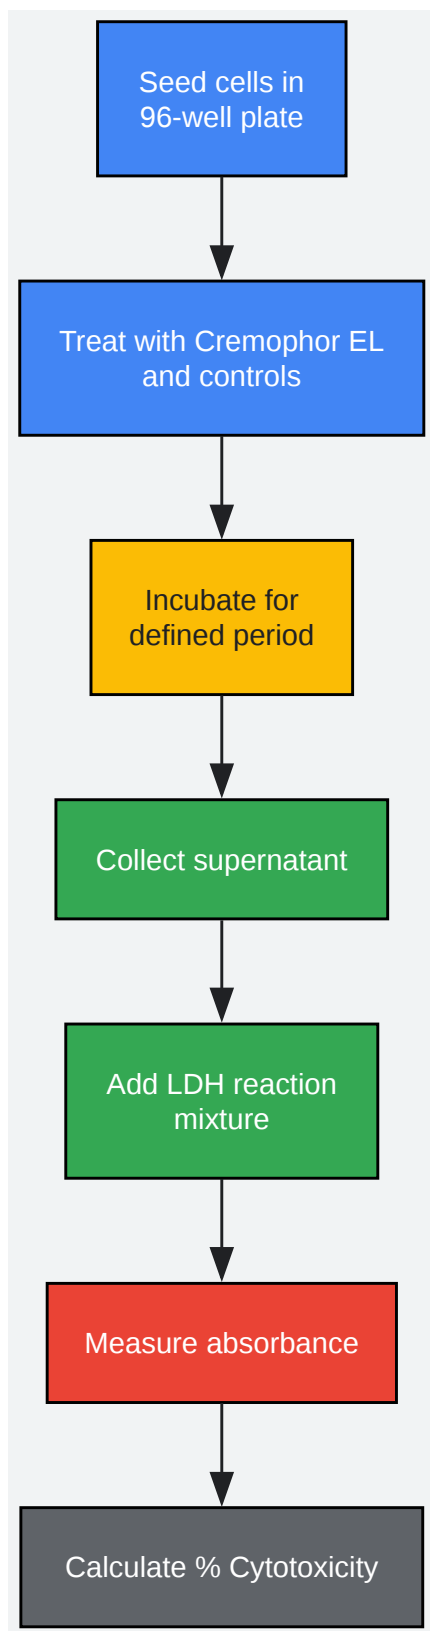 Seed cells in
96-well plate
Treat with Cremophor EL
and controls
Incubate for
defined period
Collect supernatant
Add LDH reaction
mixture
Measure absorbance
Calculate % Cytotoxicity